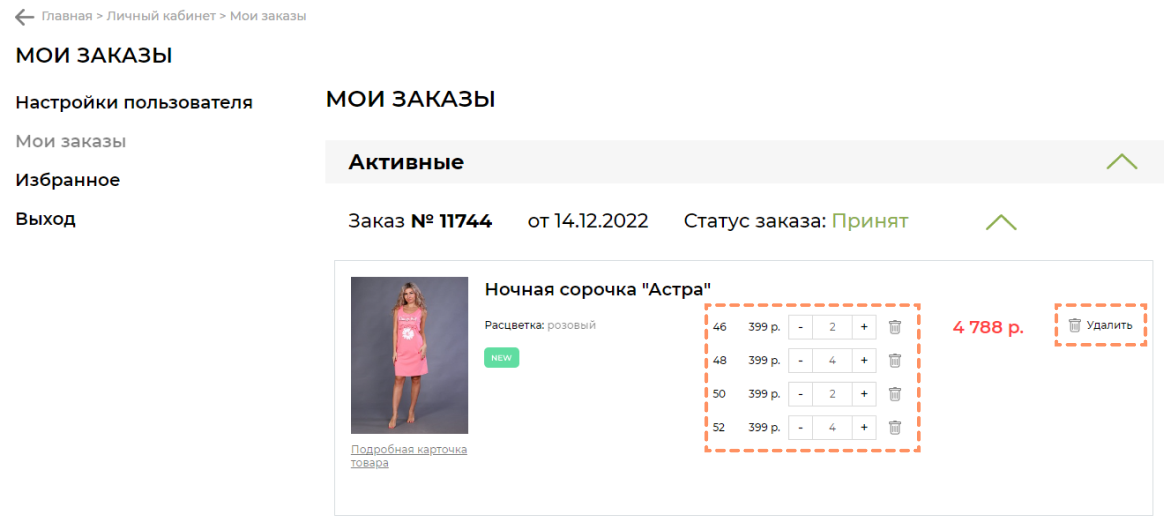 Главная > Личный кабинет > Мои заказы
МОИ ЗАКАЗЫ
Настройки пользователя
Мои заказы
Избранное
Выход
МОИ ЗАКАЗЫ
Активные
Заказ № 11744 от 14.12.2022 Статус заказа: Принят
Ночная сорочка "Астра"
Расцветка: розовый
NEW
46 399 р. - 2 +
48 399 р. - 4 +
50 399 р. - 2 +
52 399 р. - 4 +
4 788 р.
Удалить
Подробная карточка
товара